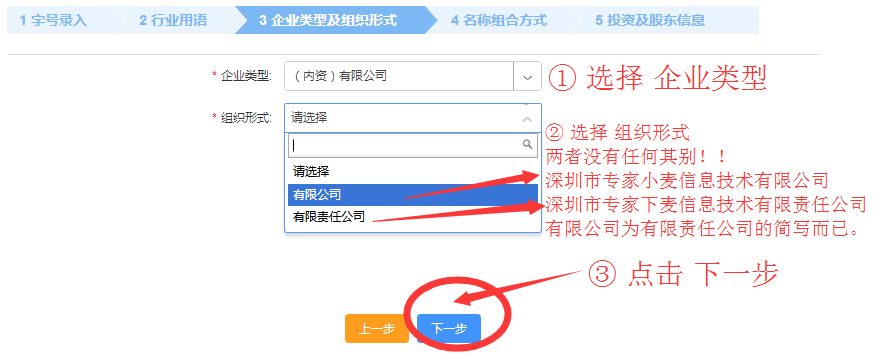 1 字号录入 2 行业用语 3 企业类型及组织形式 4 名称组合方式 5 投资及股东信息
* 企业类型: （内资）有限公司 ① 选择 企业类型
* 组织形式: 请选择
② 选择 组织形式
两者没有任何其别！！
请选择
深圳市专家小麦信息技术有限公司
有限公司
深圳市专家下麦信息技术有限责任公司
有限责任公司
有限公司为有限责任公司的简写而已。
③ 点击 下一步
上一步 下一步